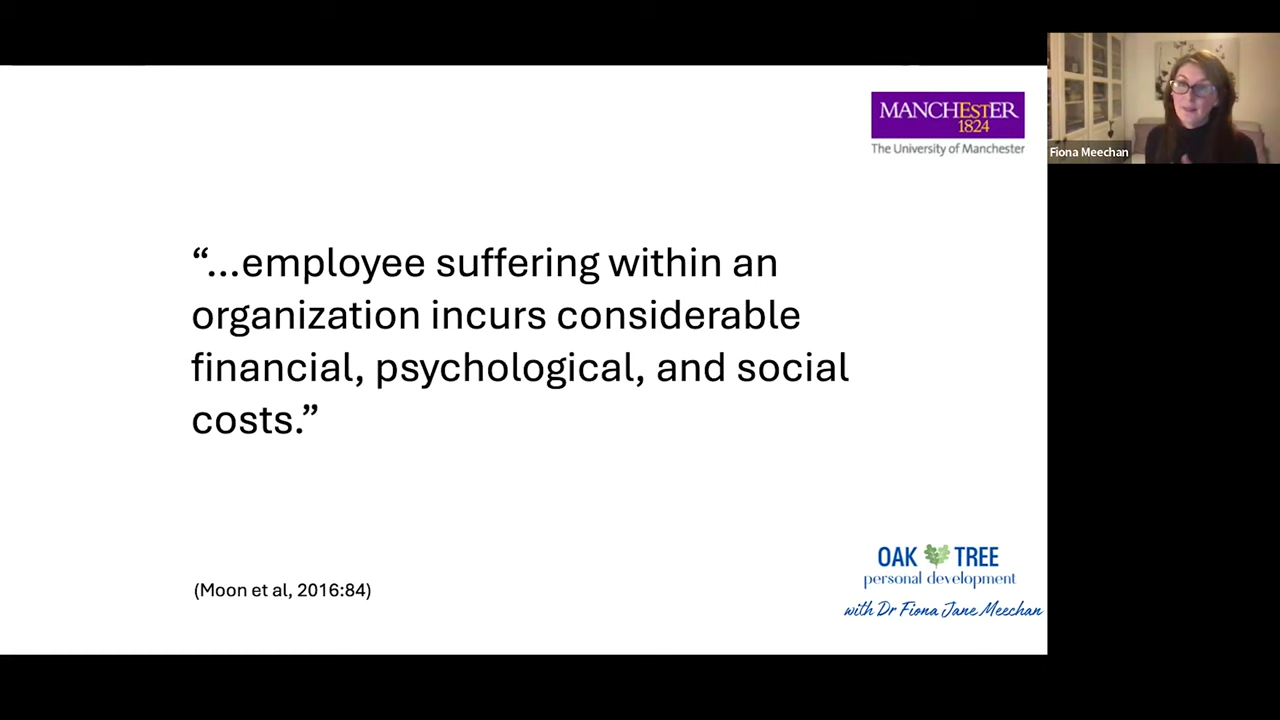 MANCHESTER
1824
The University of Manchester
Fiona Meechan
“...employee suffering within an
organization incurs considerable
financial, psychological, and social
costs.”
(Moon et al, 2016:84)
OAK TREE
personal development
with Dr Fiona Jane Meechan